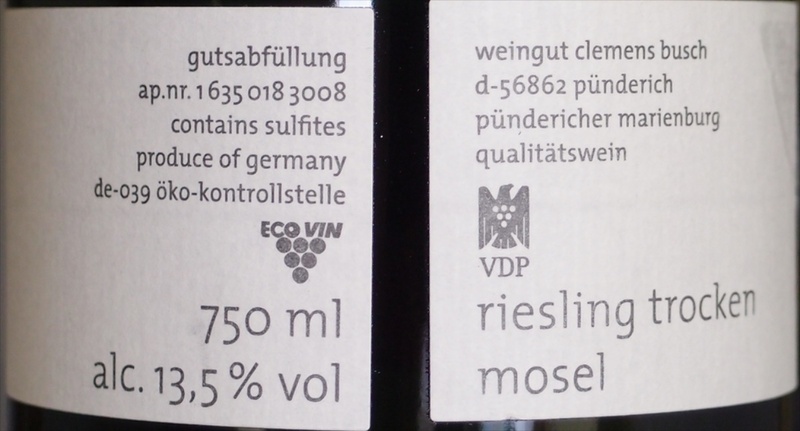 gutsabfüllung
ap.nr. 1 635 018 3008
contains sulfites
produce of germany
de-039 öko-kontrollstelle
ECO VIN
750 ml
alc. 13,5 % vol
weingut clemens busch
d-56862 pünderich
pündericher marienburg
qualitätswein
VDP
riesling trocken
mosel